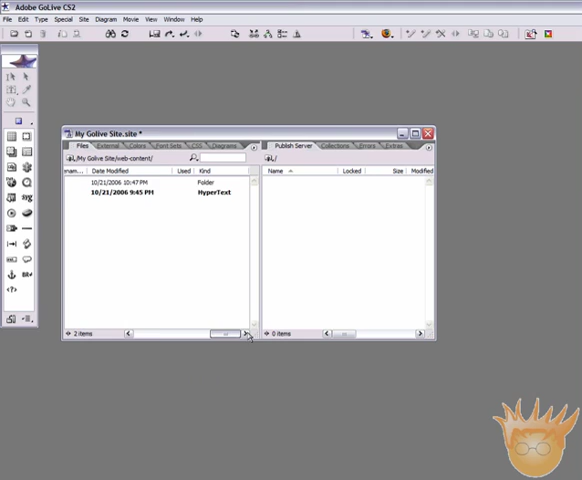 Adobe GoLive CS2
File Edit Type Special Site Diagram Movie View Window Help
My Golive Site.site *
Files External Colors Font Sets CSS Diagrams
Publish Server Collections Errors Extras
/My Golive Site/web-content/
/
enam... Date Modified Used Kind
Name Locked Size Modified
10/21/2006 10:47 PM Folder
10/21/2006 9:45 PM HyperText
2 items
0 items